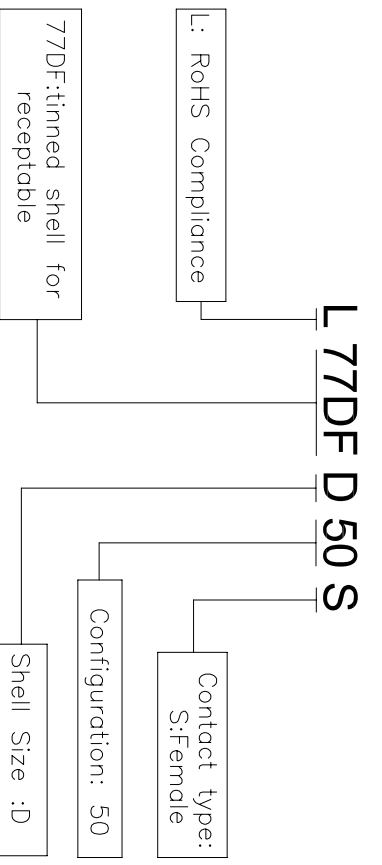 L 77DF D 50 S
L: RoHS Compliance
77DF:tinned shell for
receptable
Contact type:
S:Female
Configuration: 50
Shell Size :D